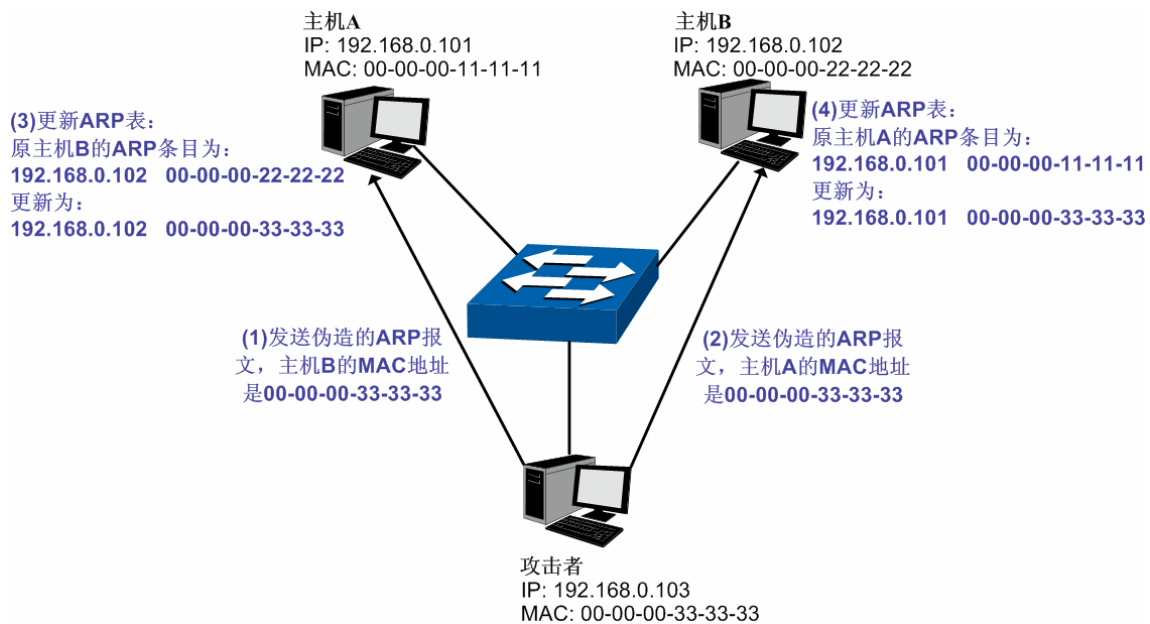 主机A
IP: 192.168.0.101
MAC: 00-00-00-11-11-11
主机B
IP: 192.168.0.102
MAC: 00-00-00-22-22-22
(3)更新ARP表：
原主机B的ARP条目为：
192.168.0.102 00-00-00-22-22-22
更新为：
192.168.0.102 00-00-00-33-33-33
(4)更新ARP表：
原主机A的ARP条目为：
192.168.0.101 00-00-00-11-11-11
更新为：
192.168.0.101 00-00-00-33-33-33
(1)发送伪造的ARP报
文，主机B的MAC地址
是00-00-00-33-33-33
(2)发送伪造的ARP报
文，主机A的MAC地址
是00-00-00-33-33-33
攻击者
IP: 192.168.0.103
MAC: 00-00-00-33-33-33